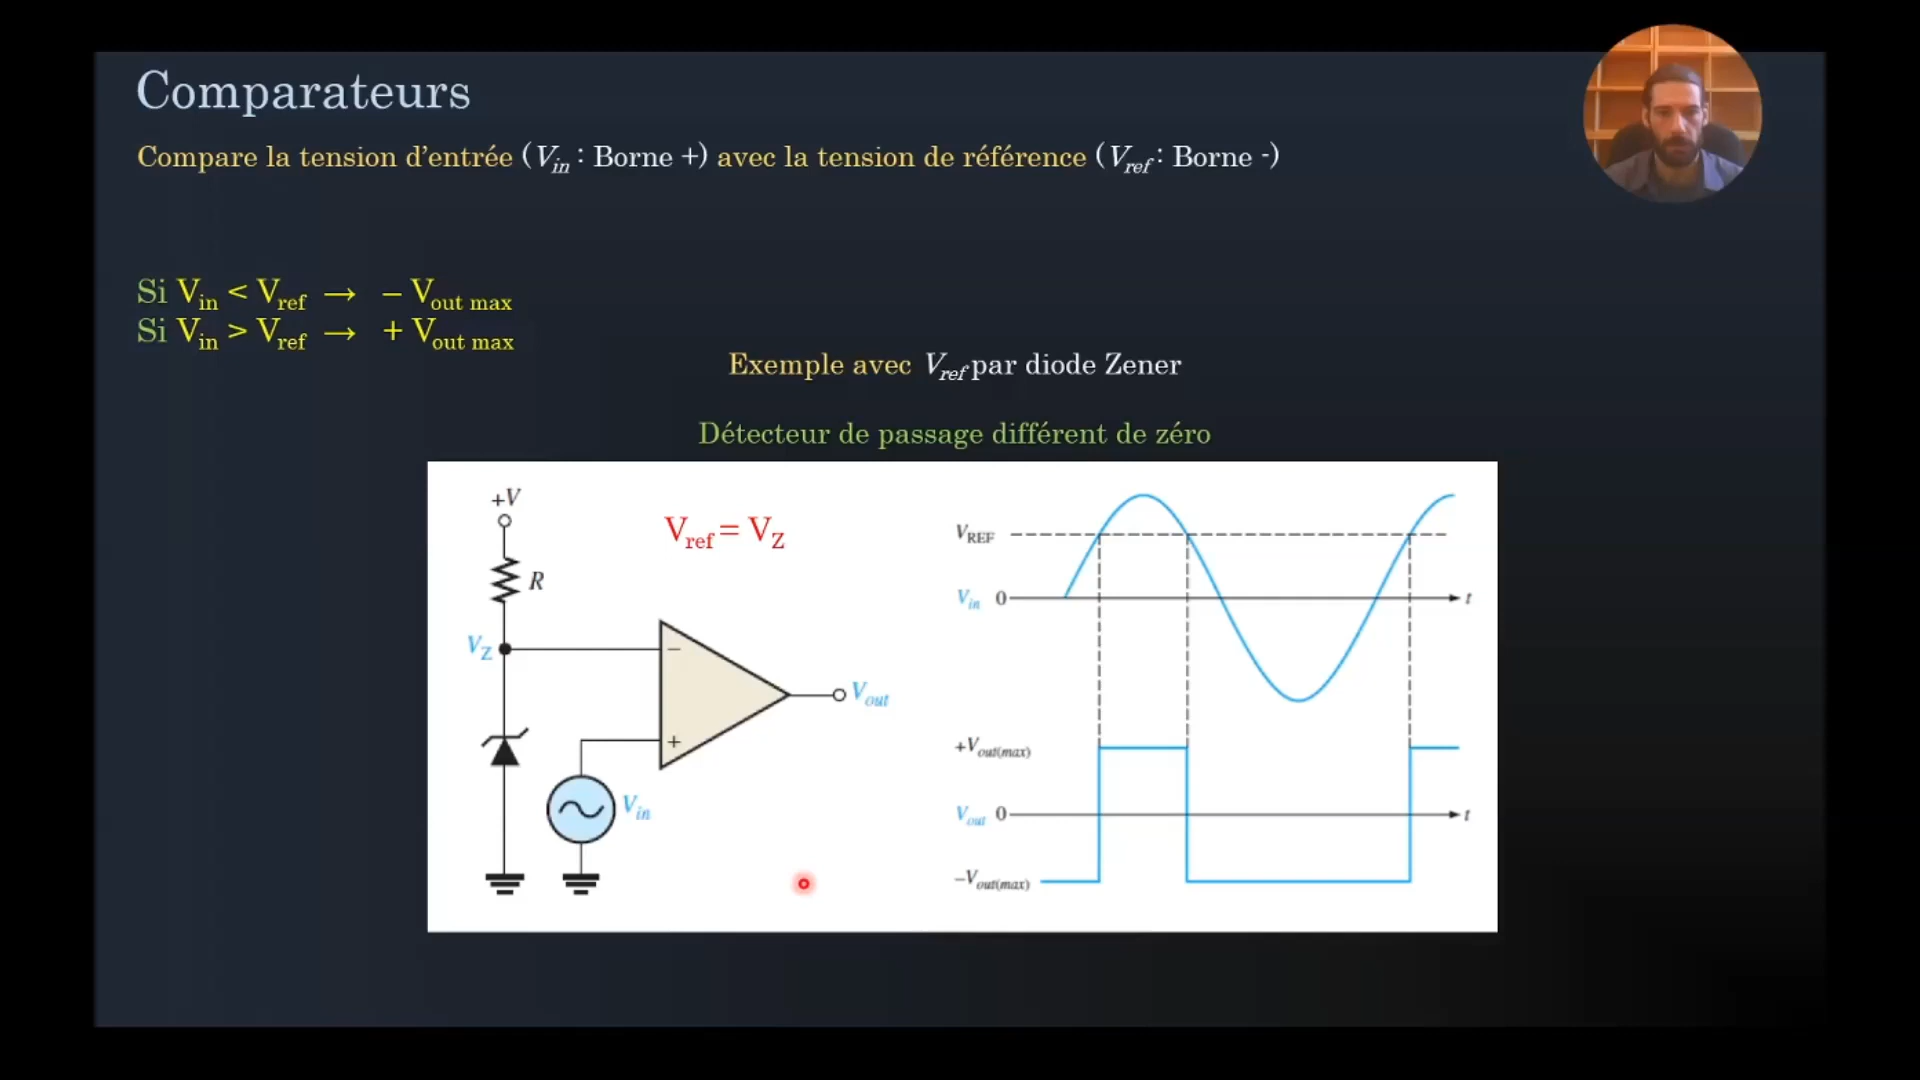 Comparateurs
Compare la tension d’entrée (Vin : Borne +) avec la tension de référence (Vref : Borne -)
Si Vin < Vref → – Vout max
Si Vin > Vref → + Vout max
Exemple avec Vref par diode Zener
Détecteur de passage différent de zéro
+V
Vref = VZ
R
VZ
−
+
Vout
Vin
VREF
Vin 0 t
+Vout(max)
Vout 0 t
–Vout(max)